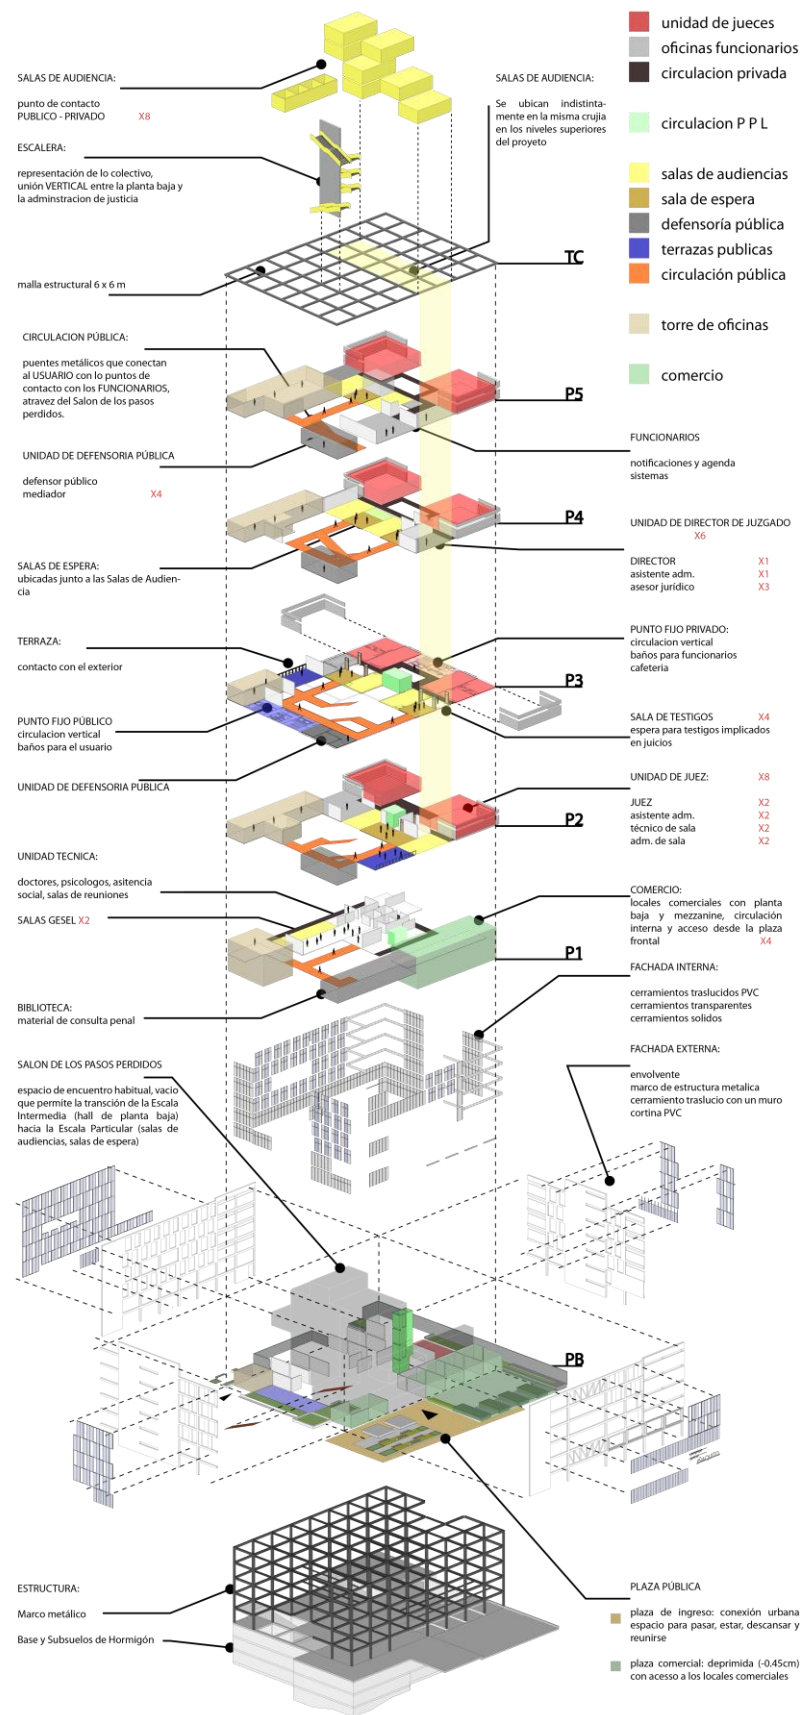 unidad de jueces
oficinas funcionarios
circulacion privada
circulacion P P L
salas de audiencias
sala de espera
defensoría pública
terrazas publicas
circulación pública
torre de oficinas
comercio
SALAS DE AUDIENCIA:
punto de contacto
PUBLICO - PRIVADO X8
SALAS DE AUDIENCIA:
Se ubican indistinta-
mente en la misma crujia
en los niveles superiores
del proyeto
ESCALERA:
representación de lo colectivo,
unión VERTICAL entre la planta baja y
la adminstracion de justicia
TC
malla estructural 6 x 6 m
CIRCULACION PÚBLICA:
puentes metálicos que conectan
al USUARIO con lo puntos de
contacto con los FUNCIONARIOS,
atravez del Salon de los pasos
perdidos.
P5
FUNCIONARIOS
notificaciones y agenda
sistemas
UNIDAD DE DEFENSORIA PÚBLICA
defensor público
mediador X4
P4
UNIDAD DE DIRECTOR DE JUZGADO
X6
DIRECTOR X1
asistente adm. X1
asesor jurídico X3
SALAS DE ESPERA:
ubicadas junto a las Salas de Audien-
cia
TERRAZA:
contacto con el exterior
PUNTO FIJO PRIVADO:
circulacion vertical
baños para funcionarios
cafeteria
P3
PUNTO FIJO PÚBLICO
circulacion vertical
baños para el usuario
SALA DE TESTIGOS X4
espera para testigos implicados
en juicios
UNIDAD DE DEFENSORIA PÚBLICA
UNIDAD DE JUEZ: X8
JUEZ X2
asistente adm. X2
técnico de sala X2
adm. de sala X2
P2
UNIDAD TECNICA:
doctores, psicologos, asitencia
social, salas de reuniones
SALAS GESEL X2
COMERCIO:
locales comerciales con planta
baja y mezzanine, circulación
interna y acceso desde la plaza
frontal X4
P1
BIBLIOTECA:
material de consulta penal
FACHADA INTERNA:
cerramientos traslucidos PVC
cerramientos transparentes
cerramientos solidos
SALON DE LOS PASOS PERDIDOS
espacio de encuentro habitual, vacio
que permite la transición de la Escala
Intermedia (hall de planta baja)
hacia la Escala Particular (salas de
audiencias, salas de espera)
FACHADA EXTERNA:
envolvente
marco de estructura metalica
cerramiento traslucio con un muro
cortina PVC
PB
ESTRUCTURA:
Marco metálico
Base y Subsuelos de Hormigón
PLAZA PÚBLICA
plaza de ingreso: conexión urbana
espacio para pasar, estar, descansar y
reunirse
plaza comercial: deprimida (-0.45cm)
con acesso a los locales comerciales